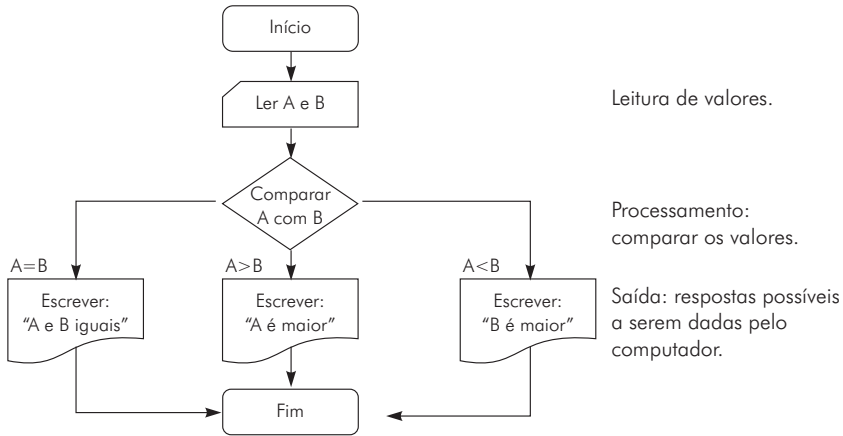 Início
Ler A e B
Leitura de valores.
Comparar
A com B
Processamento:
comparar os valores.
A=B
A>B
A<B
Escrever:
“A e B iguais”
Escrever:
“A é maior”
Escrever:
“B é maior”
Saída: respostas possíveis
a serem dadas pelo
computador.
Fim